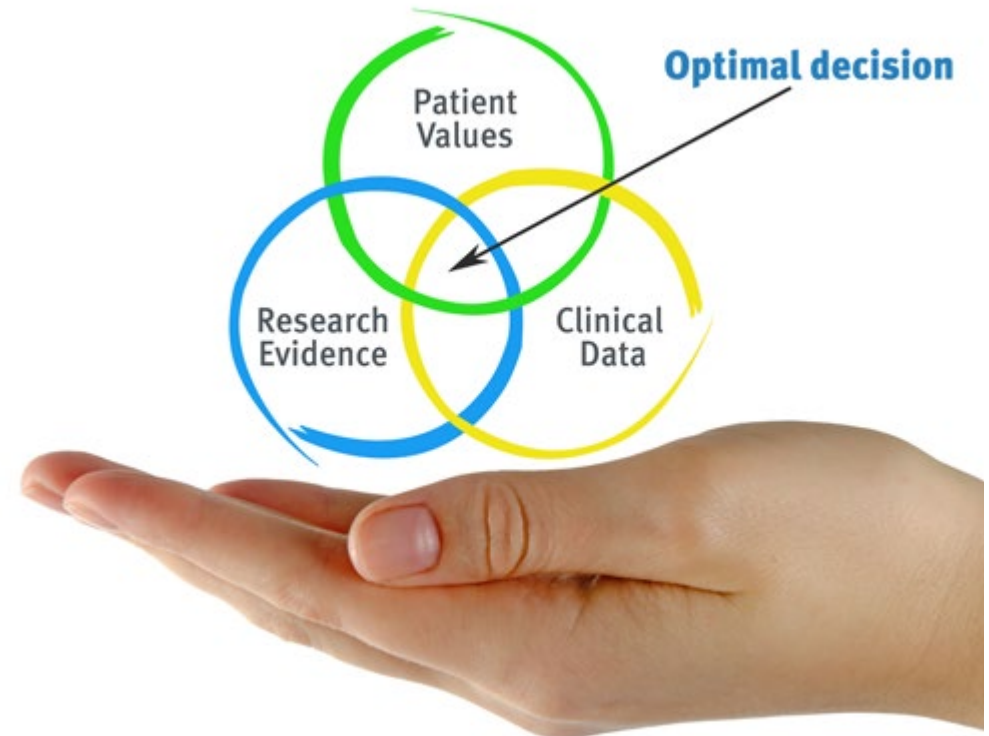 Patient
Values
Optimal decision
Research
Evidence
Clinical
Data